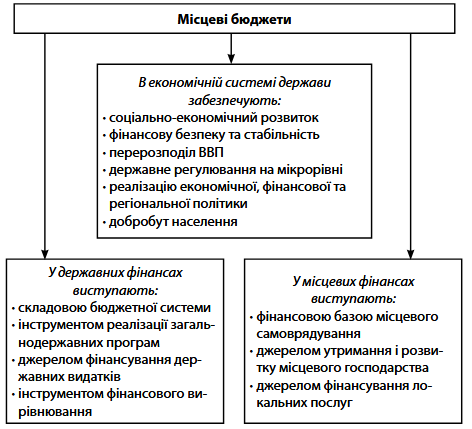 Місцеві бюджети
В економічній системі держави
забезпечують:
• соціально-економічний розвиток
• фінансову безпеку та стабільність
• перерозподіл ВВП
• державне регулювання на мікрорівні
• реалізацію економічної, фінансової та
регіональної політики
• добробут населення
У державних фінансах
виступають:
• складовою бюджетної системи
• інструментом реалізації загаль-
нодержавних програм
• джерелом фінансування дер-
жавних видатків
• інструментом фінансового ви-
рівнювання
У місцевих фінансах
виступають:
• фінансовою базою місцевого
самоврядування
• джерелом утримання і розви-
тку місцевого господарства
• джерелом фінансування ло-
кальних послуг